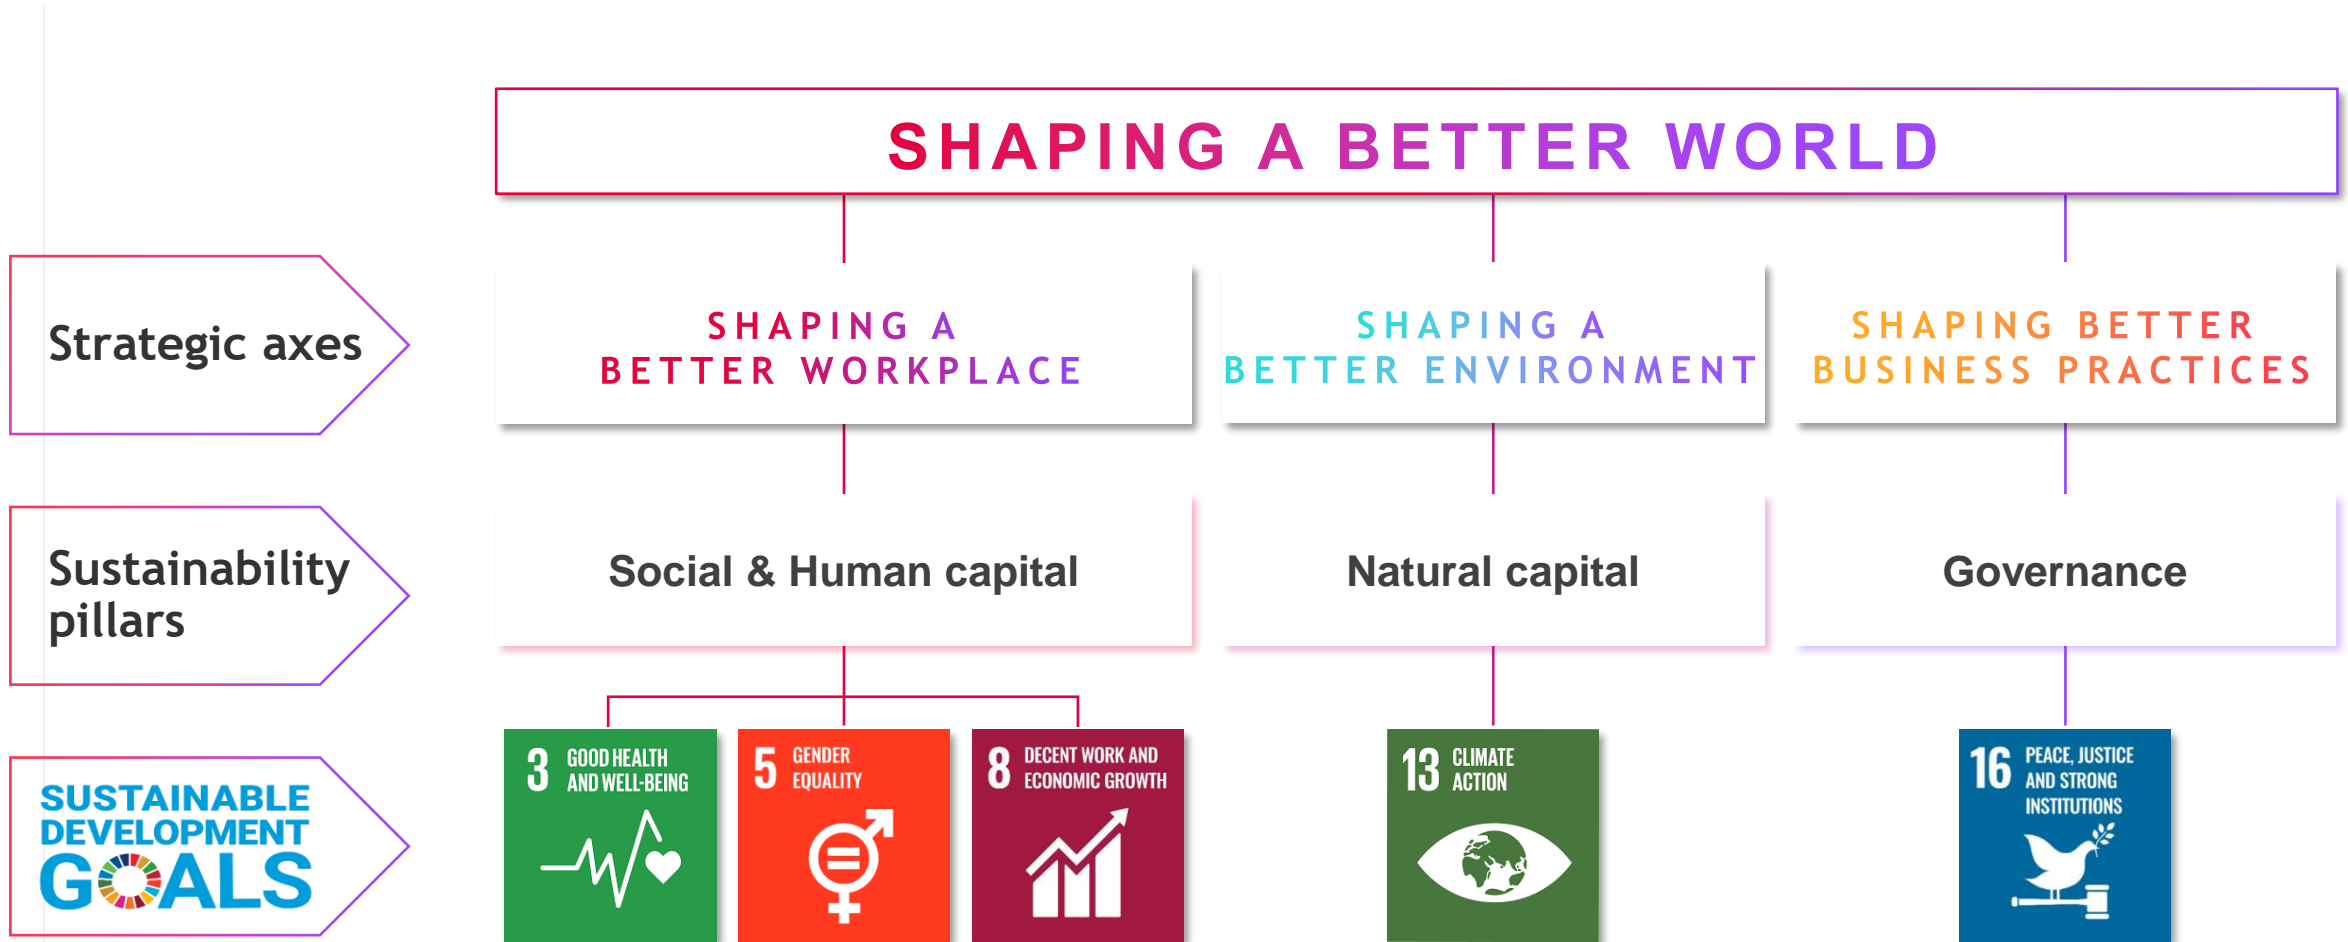 SHAPING A BETTER WORLD
Strategic axes
SHAPING A
BETTER WORKPLACE
SHAPING A
BETTER ENVIRONMENT
SHAPING BETTER
BUSINESS PRACTICES
Sustainability
pillars
Social & Human capital
Natural capital
Governance
SUSTAINABLE
DEVELOPMENT
GOALS
3 GOOD HEALTH
AND WELL-BEING
5 GENDER
EQUALITY
8 DECENT WORK AND
ECONOMIC GROWTH
13 CLIMATE
ACTION
16 PEACE, JUSTICE
AND STRONG
INSTITUTIONS